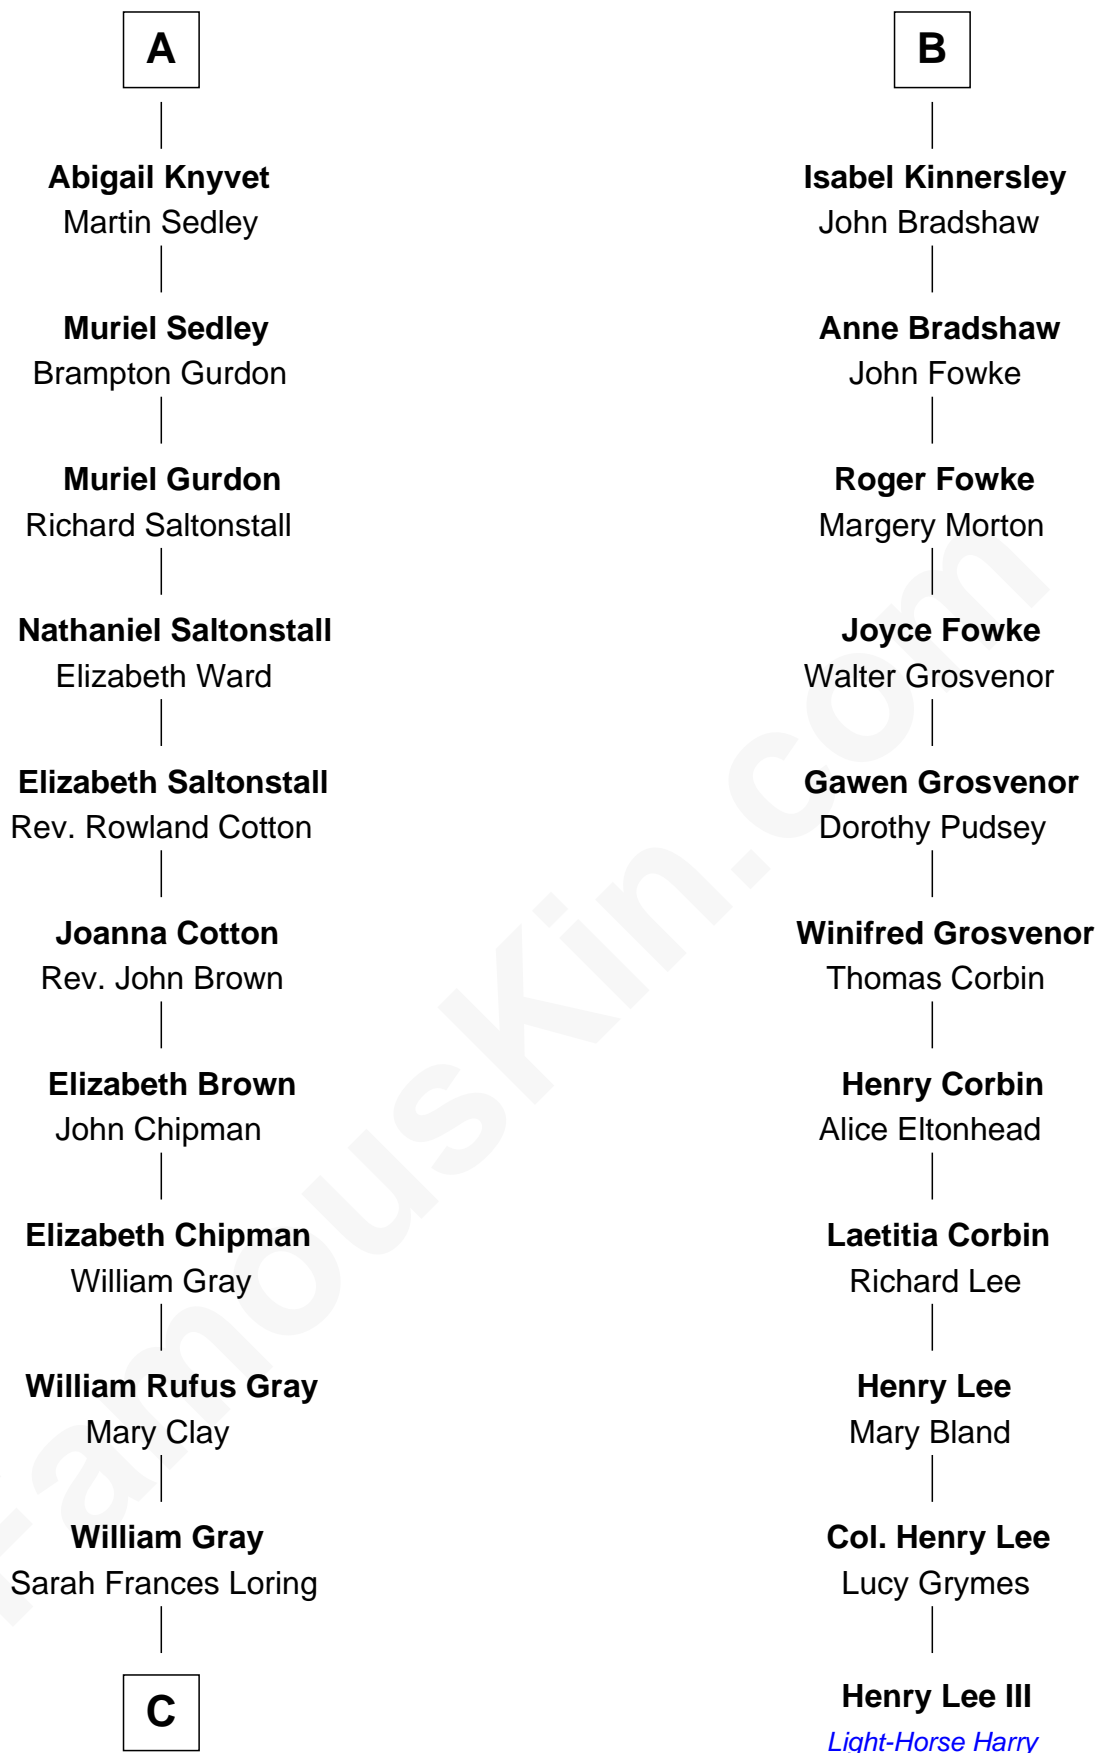 A
Abigail Knyvet
Martin Sedley
Muriel Sedley
Brampton Gurdon
Muriel Gurdon
Richard Saltonstall
Nathaniel Saltonstall
Elizabeth Ward
Elizabeth Saltonstall
Rev. Rowland Cotton
Joanna Cotton
Rev. John Brown
Elizabeth Brown
John Chipman
Elizabeth Chipman
William Gray
William Rufus Gray
Mary Clay
William Gray
Sarah Frances Loring
C
B
Isabel Kinnersley
John Bradshaw
Anne Bradshaw
John Fowke
Roger Fowke
Margery Morton
Joyce Fowke
Walter Grosvenor
Gawen Grosvenor
Dorothy Pudsey
Winifred Grosvenor
Thomas Corbin
Henry Corbin
Alice Eltonhead
Laetitia Corbin
Richard Lee
Henry Lee
Mary Bland
Col. Henry Lee
Lucy Grymes
Henry Lee III
Light-Horse Harry
FamousKin.com